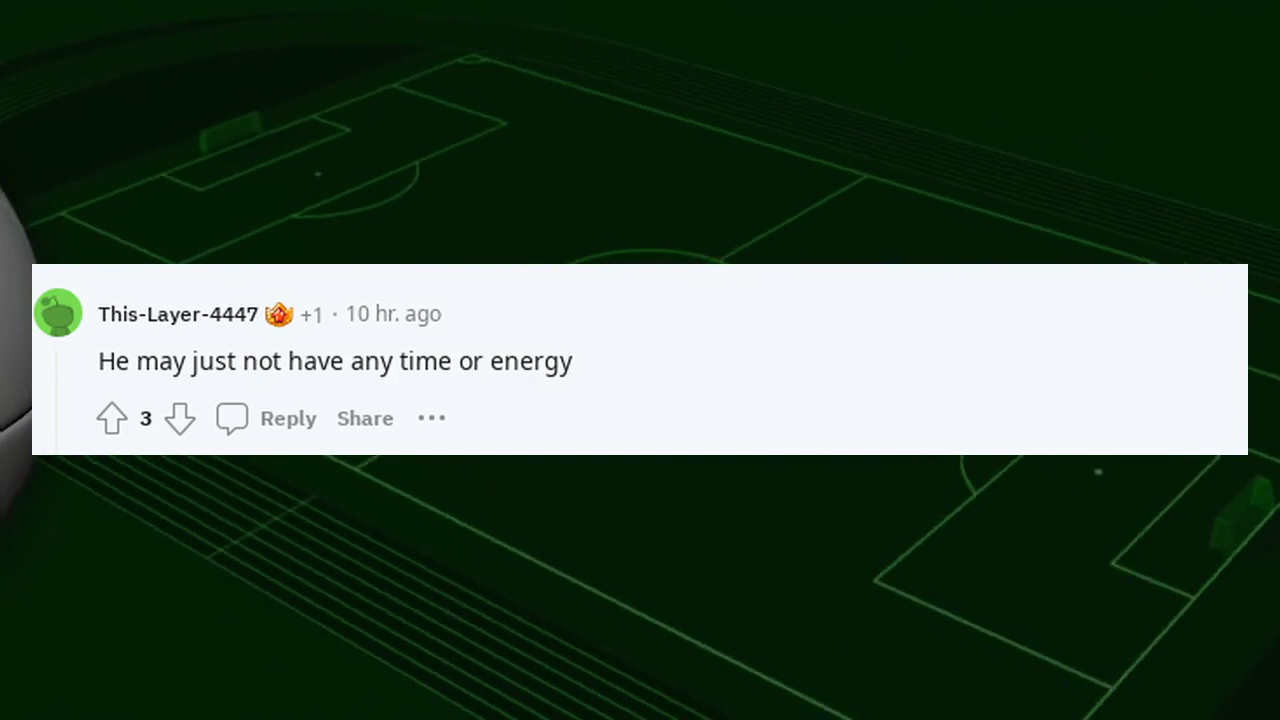 This-Layer-4447 +1 · 10 hr. ago
He may just not have any time or energy
3 Reply Share ···